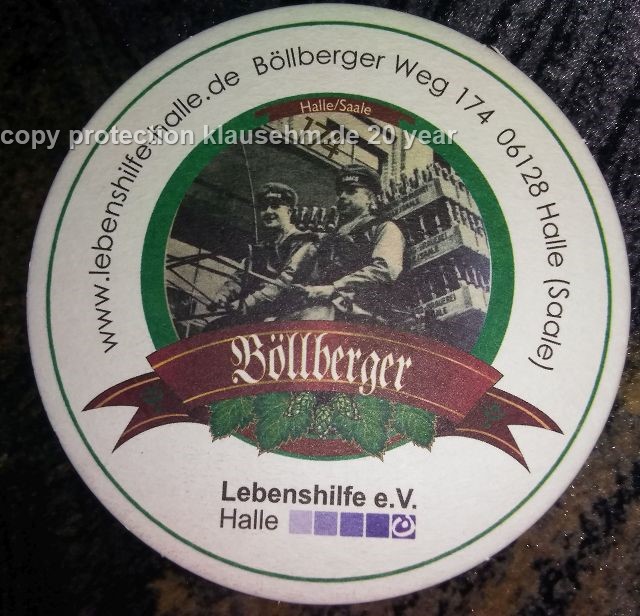 www.lebenshilfe-halle.de Böllberger Weg 174 06128 Halle (Saale)
Halle/Saale
174
copy protection klausehm.de 20 year
Böllberger
Lebenshilfe e.V.
Halle